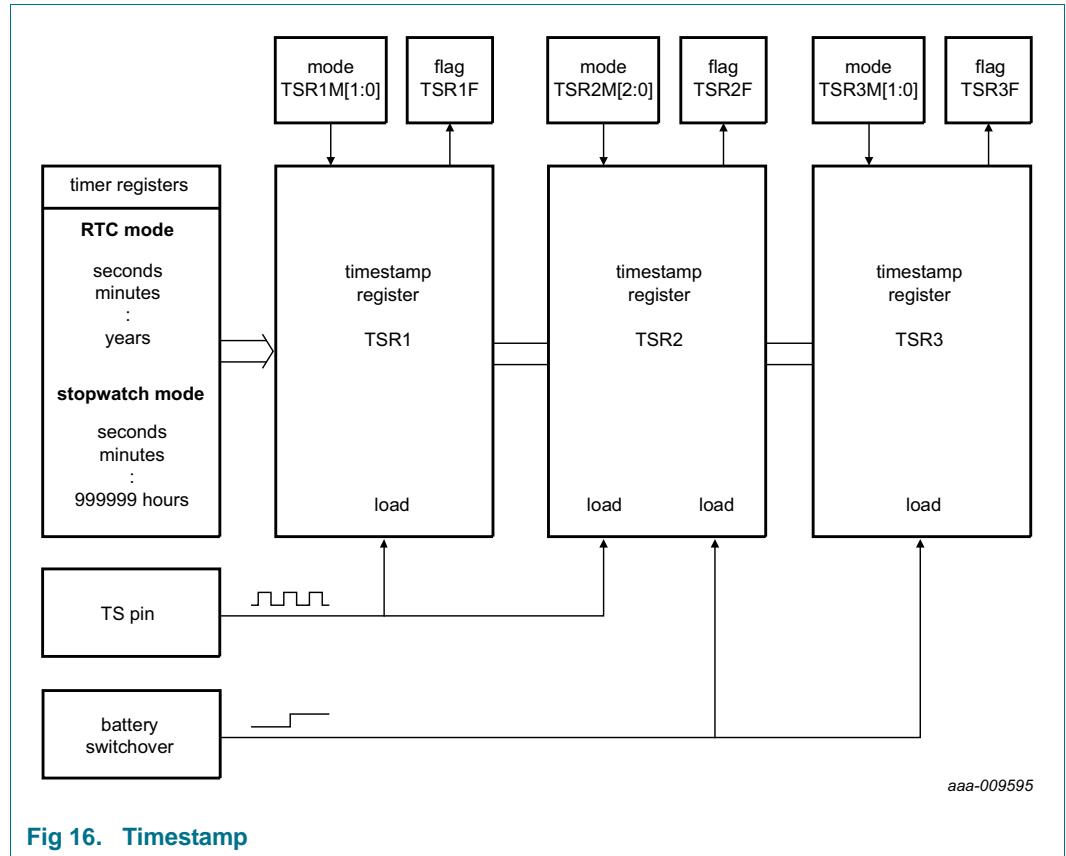 mode
TSR1M[1:0]
flag
TSR1F
mode
TSR2M[2:0]
flag
TSR2F
mode
TSR3M[1:0]
flag
TSR3F
timer registers
RTC mode
seconds
minutes
:
years
stopwatch mode
seconds
minutes
:
999999 hours
timestamp
register
TSR1
load
timestamp
register
TSR2
load
load
timestamp
register
TSR3
load
TS pin
battery
switchover
aaa-009595
Fig 16. Timestamp